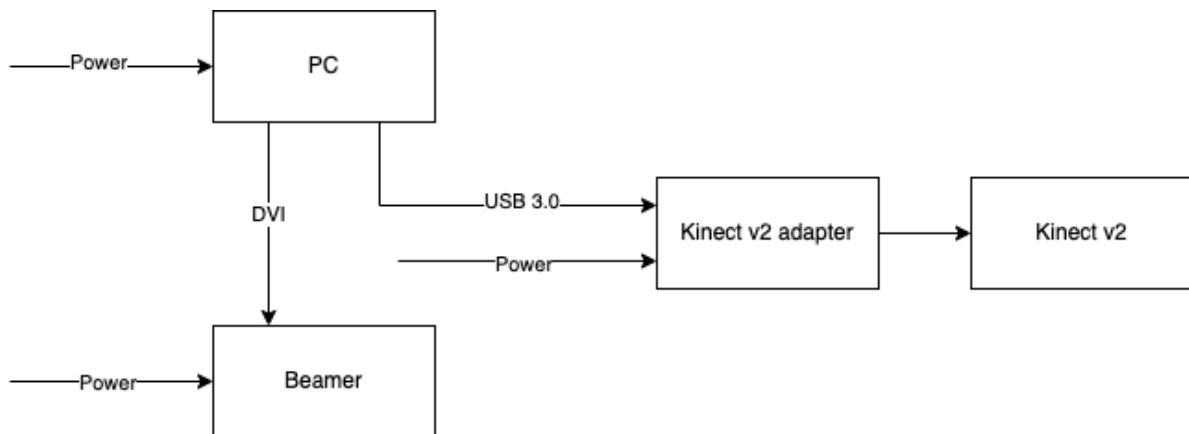 Power
PC
DVI
USB 3.0
Kinect v2 adapter
Kinect v2
Power
Power
Beamer